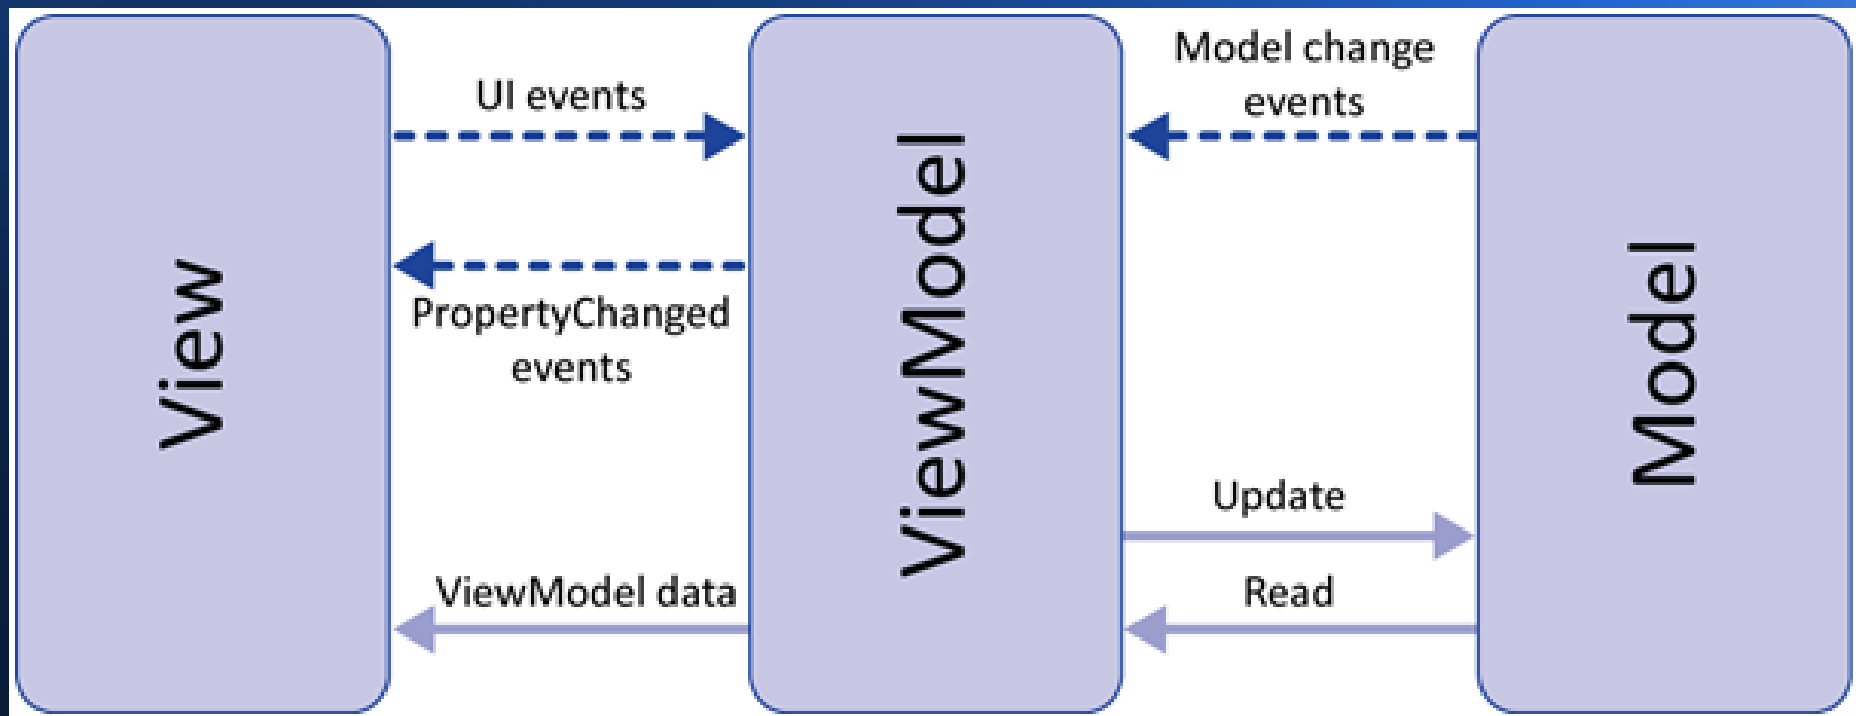 View
UI events
PropertyChanged
events
ViewModel data
ViewModel
Model change
events
Update
Read
Model